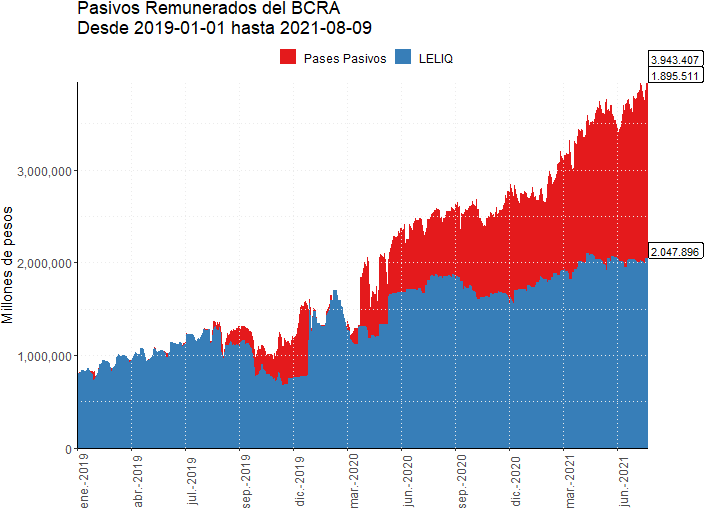 Pasivos Remunerados del BCRA
Desde 2019-01-01 hasta 2021-08-09
Pases Pasivos
LELIQ
3.943.407
1.895.511
2.047.896
Millones de pesos
3,000,000
2,000,000
1,000,000
0
ene.-2019
abr.-2019
jul.-2019
sep.-2019
dic.-2019
mar.-2020
jun.-2020
sep.-2020
dic.-2020
mar.-2021
jun.-2021